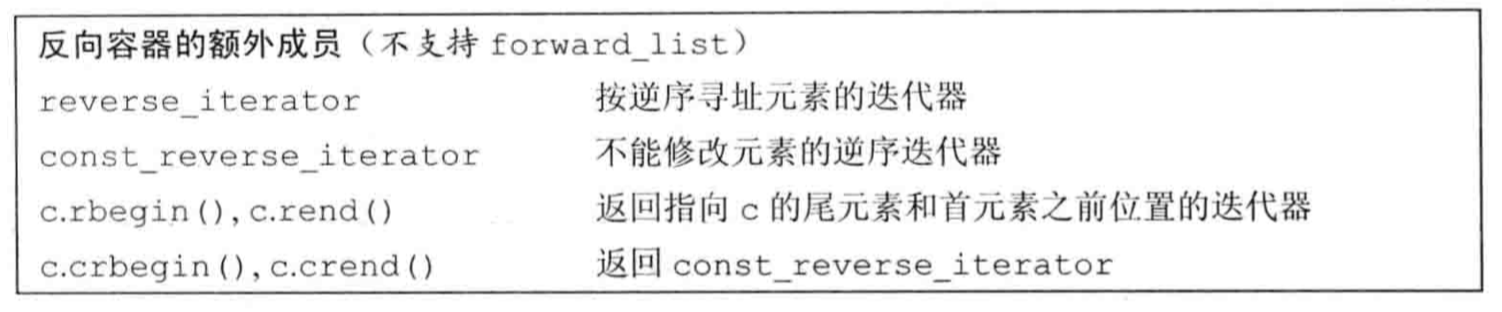 反向容器的额外成员（不支持 forward_list）
reverse_iterator 按逆序寻址元素的迭代器
const_reverse_iterator 不能修改元素的逆序迭代器
c.rbegin(),c.rend() 返回指向 c 的尾元素和首元素之前位置的迭代器
c.crbegin(),c.crend() 返回 const_reverse_iterator